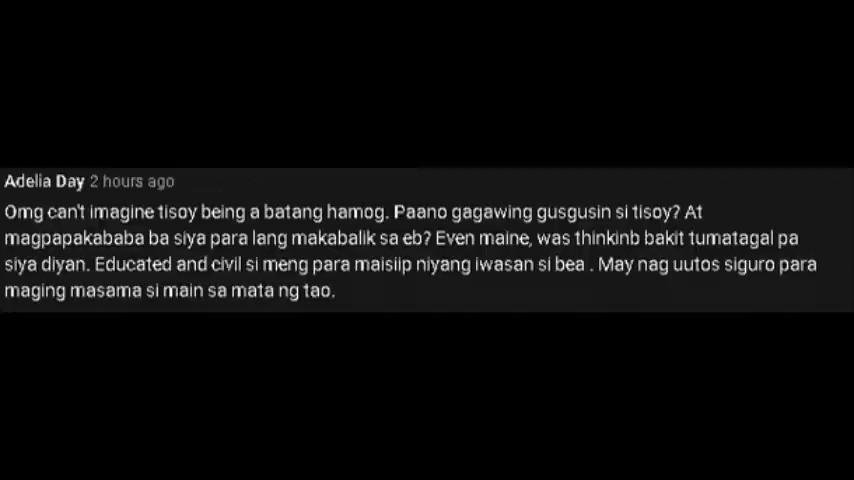 Adelia Day 2 hours ago
Omg can't imagine tisoy being a batang hamog. Paano gagawing gusgusin si tisoy? At
magpapakababa ba siya para lang makabalik sa eb? Even maine, was thinkinb bakit tumatagal pa
siya diyan. Educated and civil si meng para maisiip niyang iwasan si bea . May nag uutos siguro para
maging masama si main sa mata ng tao.